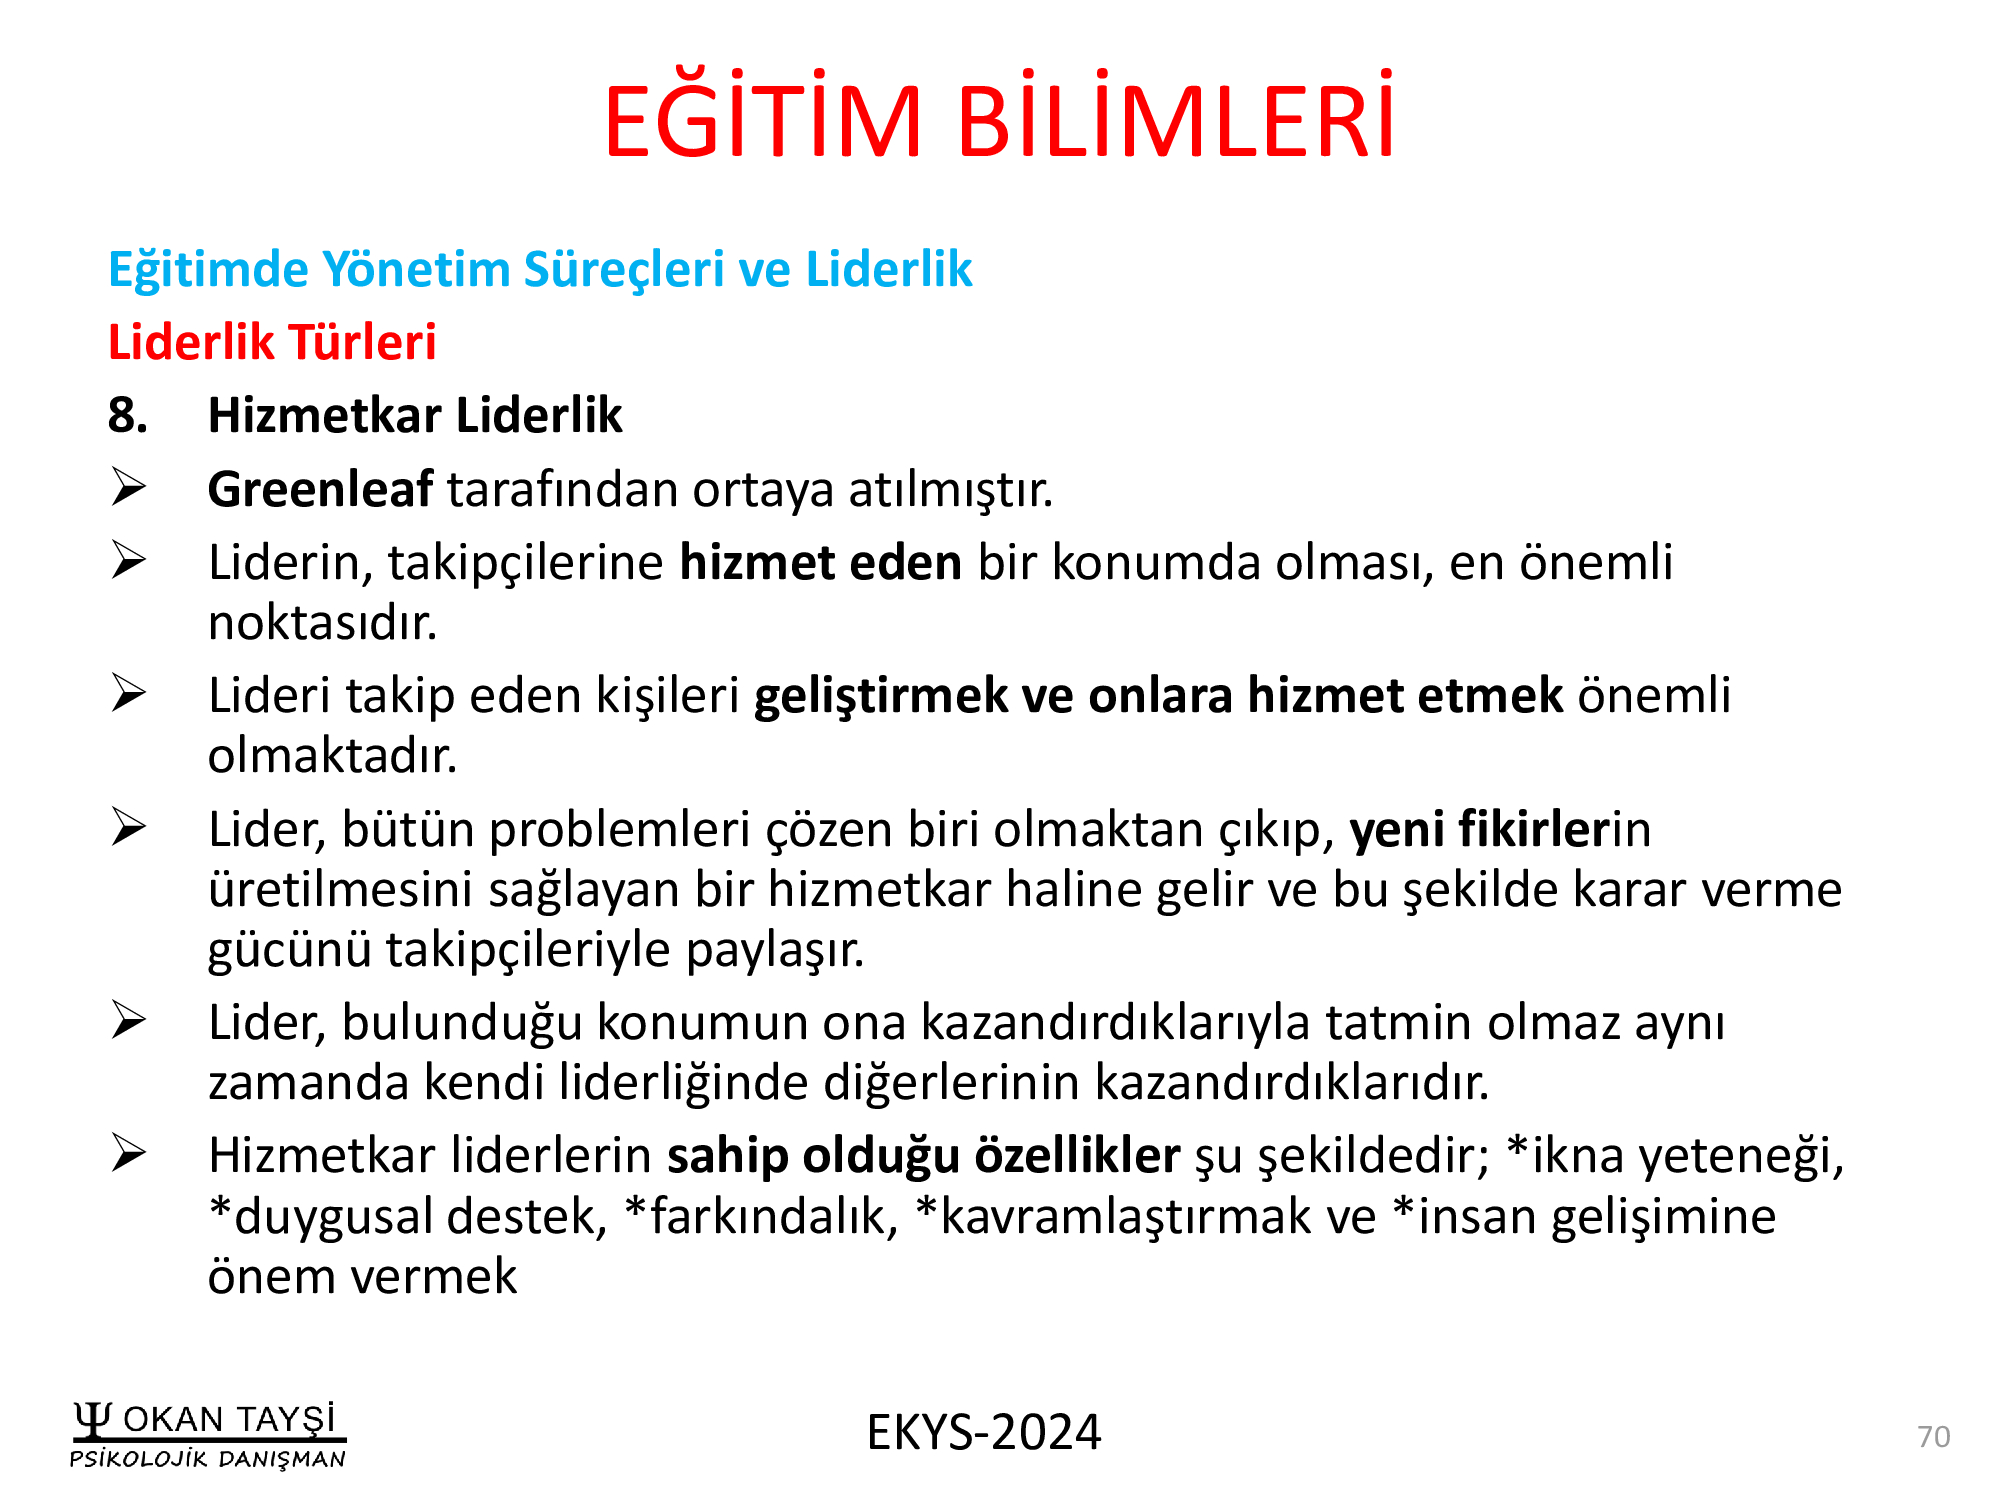 EĞİTİM BİLİMLERİ
Eğitimde Yönetim Süreçleri ve Liderlik
Liderlik Türleri
8. Hizmetkar Liderlik
➢ Greenleaf tarafından ortaya atılmıştır.
➢ Liderin, takipçilerine hizmet eden bir konumda olması, en önemli
noktasıdır.
➢ Lideri takip eden kişileri geliştirmek ve onlara hizmet etmek önemli
olmaktadır.
➢ Lider, bütün problemleri çözen biri olmaktan çıkıp, yeni fikirlerin
üretilmesini sağlayan bir hizmetkar haline gelir ve bu şekilde karar verme
gücünü takipçileriyle paylaşır.
➢ Lider, bulunduğu konumun ona kazandırdıklarıyla tatmin olmaz aynı
zamanda kendi liderliğinde diğerlerinin kazandırdıklarıdır.
➢ Hizmetkar liderlerin sahip olduğu özellikler şu şekildedir; *ikna yeteneği,
*duygusal destek, *farkındalık, *kavramlaştırmak ve *insan gelişimine
önem vermek
Ψ OKAN TAYŞİ
PSİKOLOJİK DANIŞMAN
EKYS-2024
70